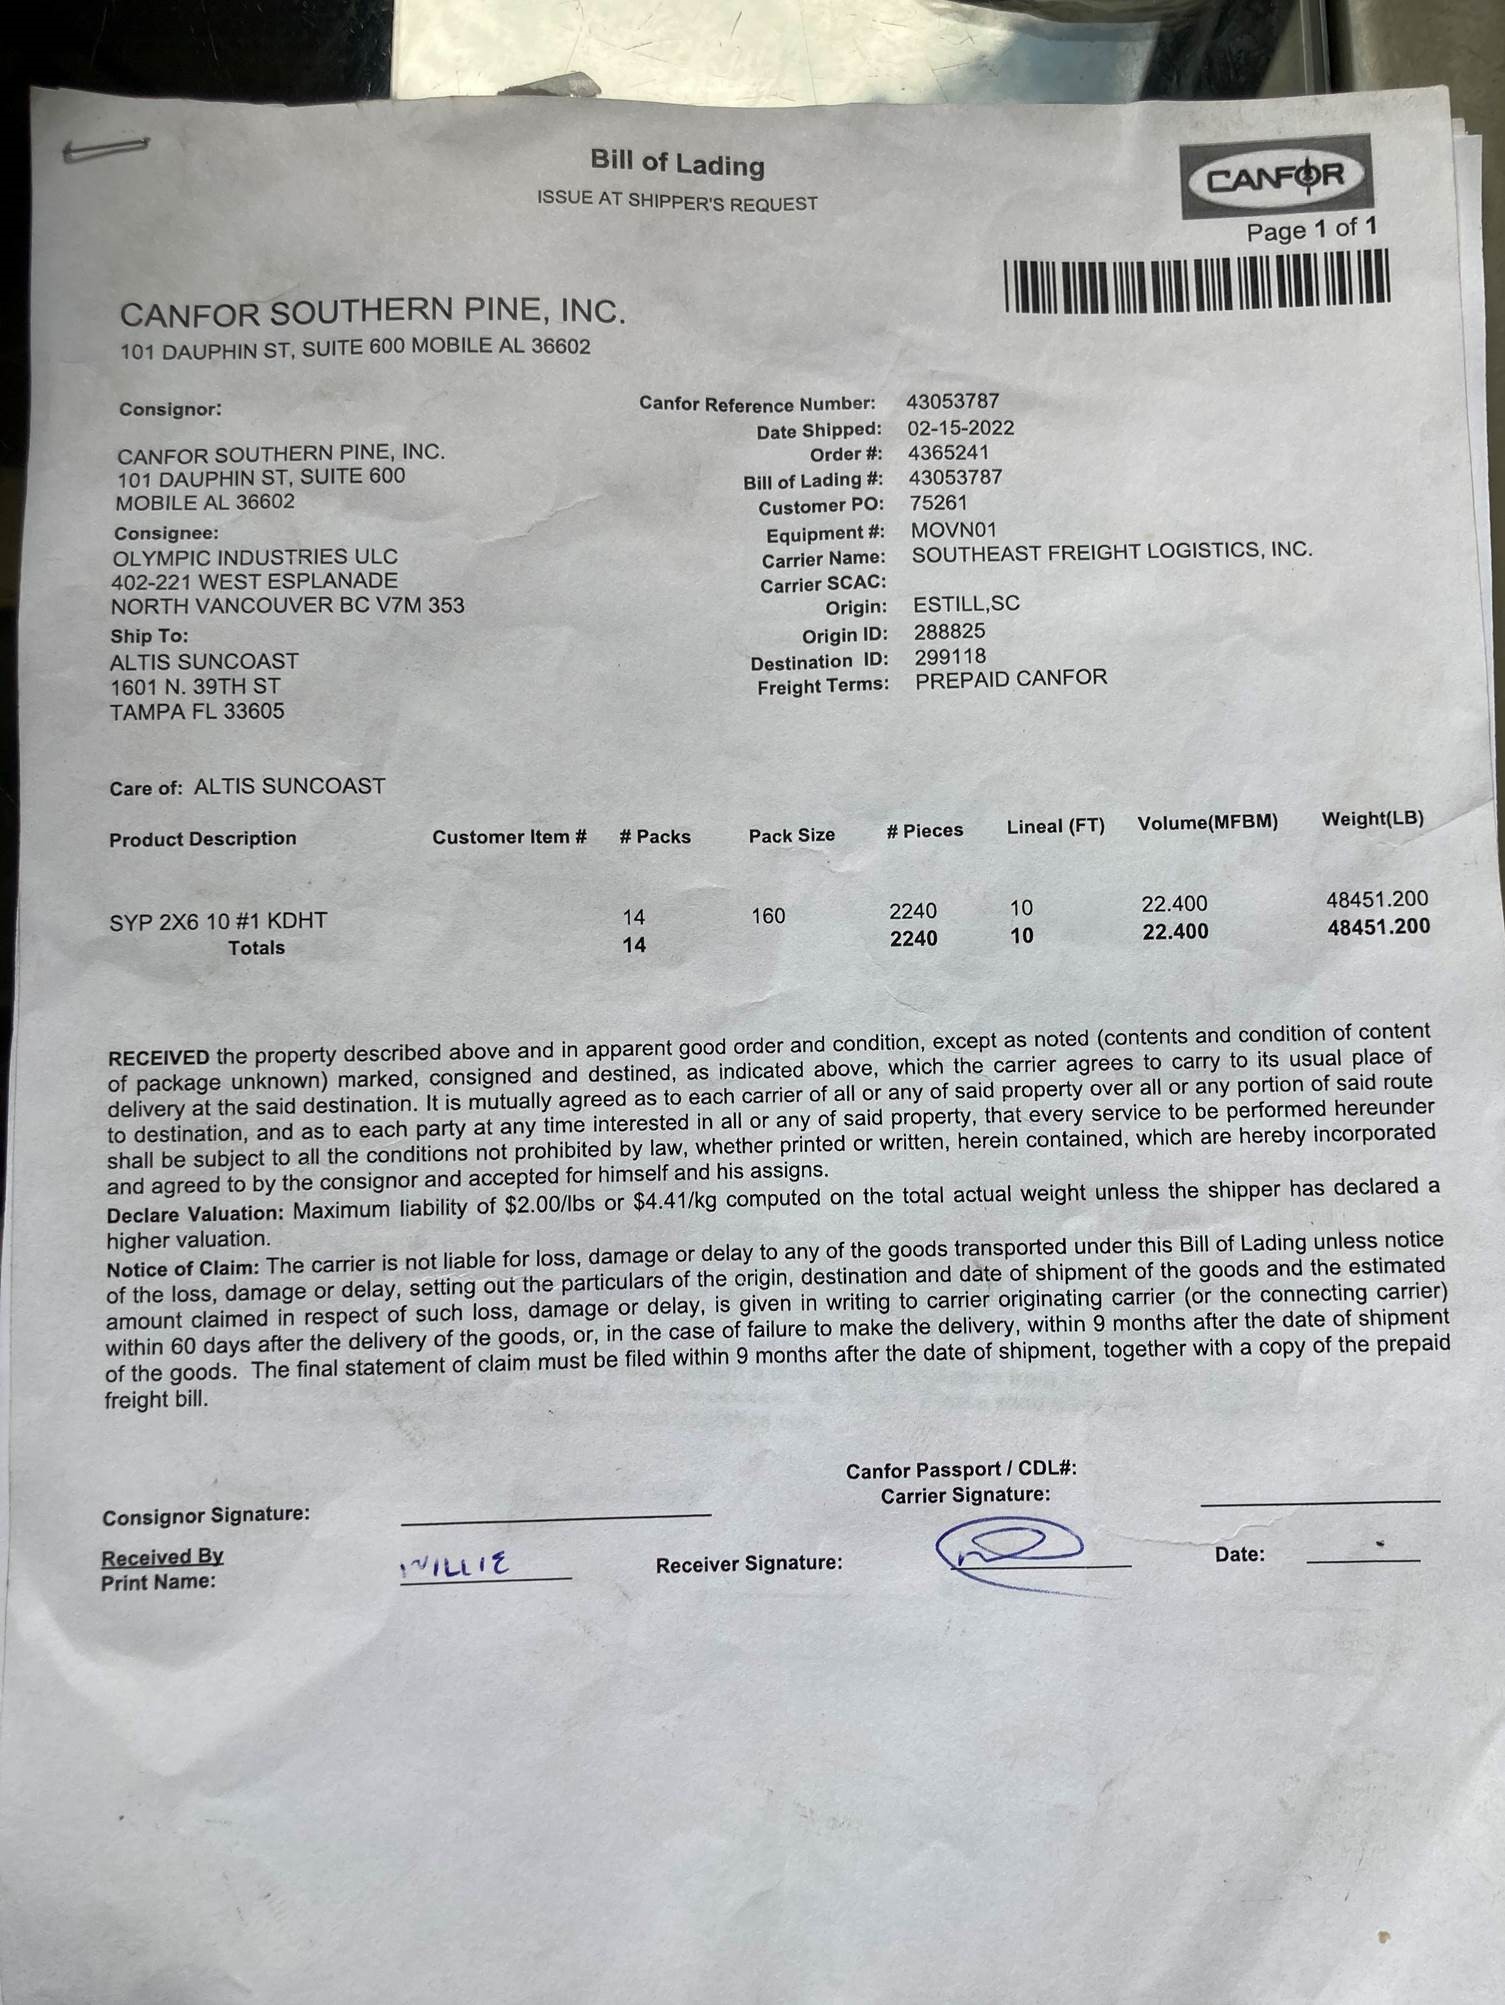 Bill of Lading
ISSUE AT SHIPPER'S REQUEST
CANFOR
Page 1 of 1
CANFOR SOUTHERN PINE, INC.
101 DAUPHIN ST, SUITE 600 MOBILE AL 36602
Consignor:
CANFOR SOUTHERN PINE, INC.
101 DAUPHIN ST, SUITE 600
MOBILE AL 36602
Consignee:
OLYMPIC INDUSTRIES ULC
402-221 WEST ESPLANADE
NORTH VANCOUVER BC V7M 353
Ship To:
ALTIS SUNCOAST
1601 N. 39TH ST
TAMPA FL 33605
Canfor Reference Number: 43053787
Date Shipped: 02-15-2022
Order #: 4365241
Bill of Lading #: 43053787
Customer PO: 75261
Equipment #: MOVN01
Carrier Name: SOUTHEAST FREIGHT LOGISTICS, INC.
Carrier SCAC:
Origin: ESTILL,SC
Origin ID: 288825
Destination ID: 299118
Freight Terms: PREPAID CANFOR
Care of: ALTIS SUNCOAST
Product Description Customer Item # # Packs Pack Size # Pieces Lineal (FT) Volume(MFBM) Weight(LB)
SYP 2X6 10 #1 KDHT 14 160 2240 10 22.400 48451.200
Totals 14 2240 10 22.400 48451.200
RECEIVED the property described above and in apparent good order and condition, except as noted (contents and condition of content
of package unknown) marked, consigned and destined, as indicated above, which the carrier agrees to carry to its usual place of
delivery at the said destination. It is mutually agreed as to each carrier of all or any of said property over all or any portion of said route
to destination, and as to each party at any time interested in all or any of said property, that every service to be performed hereunder
shall be subject to all the conditions not prohibited by law, whether printed or written, herein contained, which are hereby incorporated
and agreed to by the consignor and accepted for himself and his assigns.
Declare Valuation: Maximum liability of $2.00/lbs or $4.41/kg computed on the total actual weight unless the shipper has declared a
higher valuation.
Notice of Claim: The carrier is not liable for loss, damage or delay to any of the goods transported under this Bill of Lading unless notice
of the loss, damage or delay, setting out the particulars of the origin, destination and date of shipment of the goods and the estimated
amount claimed in respect of such loss, damage or delay, is given in writing to carrier originating carrier (or the connecting carrier)
within 60 days after the delivery of the goods, or, in the case of failure to make the delivery, within 9 months after the date of shipment
of the goods. The final statement of claim must be filed within 9 months after the date of shipment, together with a copy of the prepaid
freight bill.
Canfor Passport / CDL#:
Carrier Signature:
Consignor Signature:
Received By
Print Name: WILLIE
Receiver Signature:
Date: